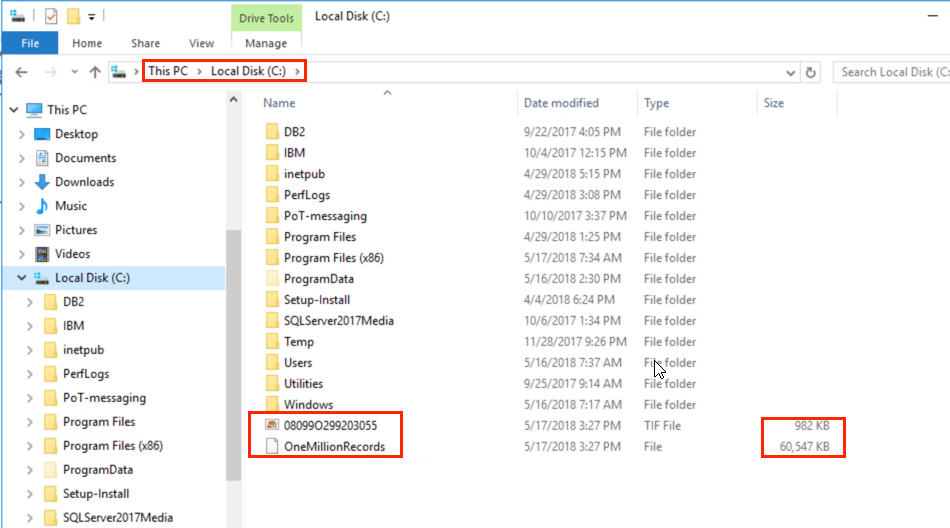 Drive Tools Local Disk (C:)
File Home Share View Manage
This PC > Local Disk (C:) > Search Local Disk (C:
Name Date modified Type Size
This PC
Desktop
Documents
Downloads
Music
Pictures
Videos
Local Disk (C:)
DB2
IBM
inetpub
PerfLogs
PoT-messaging
Program Files
Program Files (x86)
ProgramData
Setup-Install
SQLServer2017Media
DB2 9/22/2017 4:05 PM File folder
IBM 10/4/2017 12:15 PM File folder
inetpub 4/29/2018 5:15 PM File folder
PerfLogs 4/29/2018 3:08 PM File folder
PoT-messaging 10/10/2017 3:37 PM File folder
Program Files 4/29/2018 1:25 PM File folder
Program Files (x86) 5/17/2018 7:34 AM File folder
ProgramData 5/16/2018 2:30 PM File folder
Setup-Install 4/4/2018 6:24 PM File folder
SQLServer2017Media 10/6/2017 1:34 PM File folder
Temp 11/28/2017 9:26 PM File folder
Users 5/16/2018 7:37 AM File folder
Utilities 9/25/2017 9:14 AM File folder
Windows 5/16/2018 7:17 AM File folder
08099O299203055 5/17/2018 3:27 PM TIF File 982 KB
OneMillionRecords 5/17/2018 3:27 PM File 60,547 KB